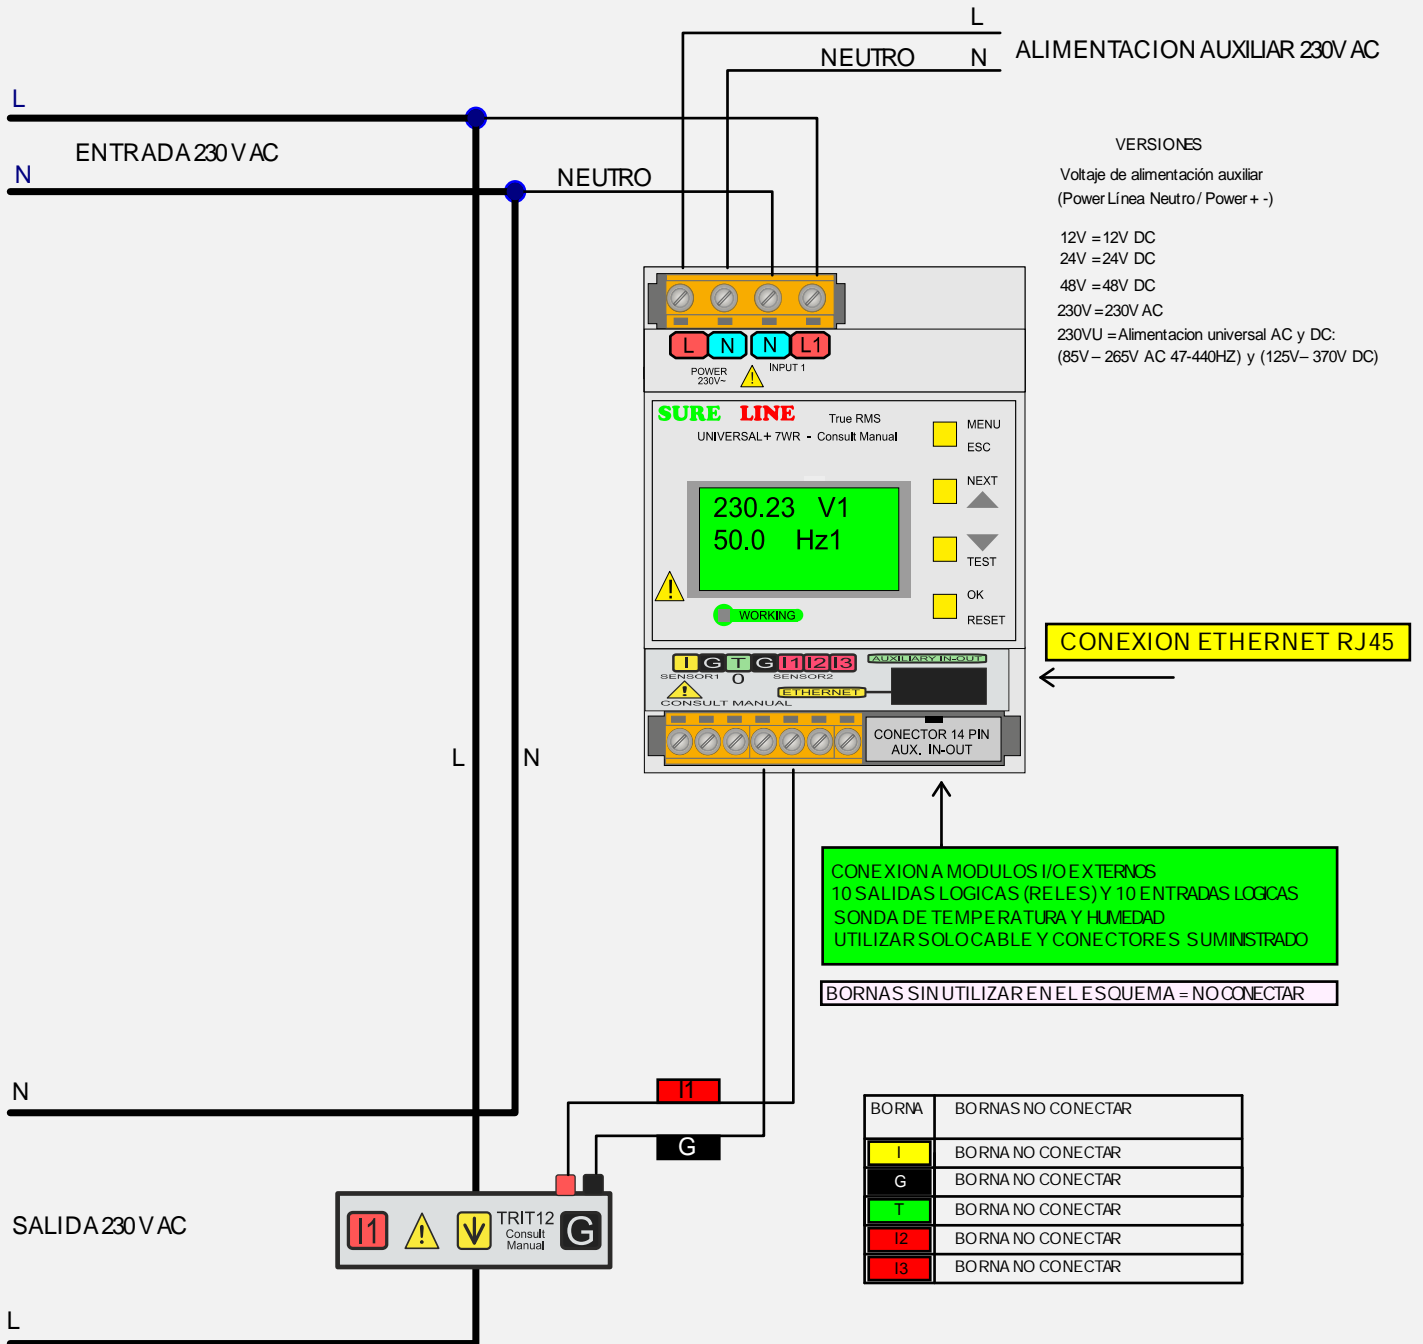 L
NEUTRO N
ALIMENTACION AUXILIAR 230V AC
L
ENTRADA 230 V AC
N
NEUTRO
VERSIONES
Voltaje de alimentación auxiliar
(Power Línea Neutro / Power + -)
12V = 12V DC
24V = 24V DC
48V = 48V DC
230V = 230V AC
230VU = Alimentacion universal AC y DC:
(85V – 265V AC 47-440HZ) y (125V– 370V DC)
L N N L1
POWER
230V~
INPUT 1
SURE LINE True RMS
UNIVERSAL+ 7WR - Consult Manual
MENU
ESC
NEXT
230.23 V1
50.0 Hz1
TEST
OK
RESET
WORKING
CONEXION ETHERNET RJ45
I G T G I1 I2 I3
AUXILIARY IN-OUT
SENSOR1 O SENSOR2
ETHERNET
CONSULT MANUAL
CONECTOR 14 PIN
AUX. IN-OUT
L N
CONEXION A MODULOS I/O EXTERNOS
10 SALIDAS LOGICAS (RELES) Y 10 ENTRADAS LOGICAS
SONDA DE TEMPERATURA Y HUMEDAD
UTILIZAR SOLO CABLE Y CONECTORES SUMINISTRADO
BORNAS SIN UTILIZAR EN EL ESQUEMA = NO CONECTAR
N
I1
G
BORNA BORNAS NO CONECTAR
I BORNA NO CONECTAR
G BORNA NO CONECTAR
T BORNA NO CONECTAR
I2 BORNA NO CONECTAR
I3 BORNA NO CONECTAR
SALIDA 230 V AC
I1
TRIT12
Consult
Manual
G
L